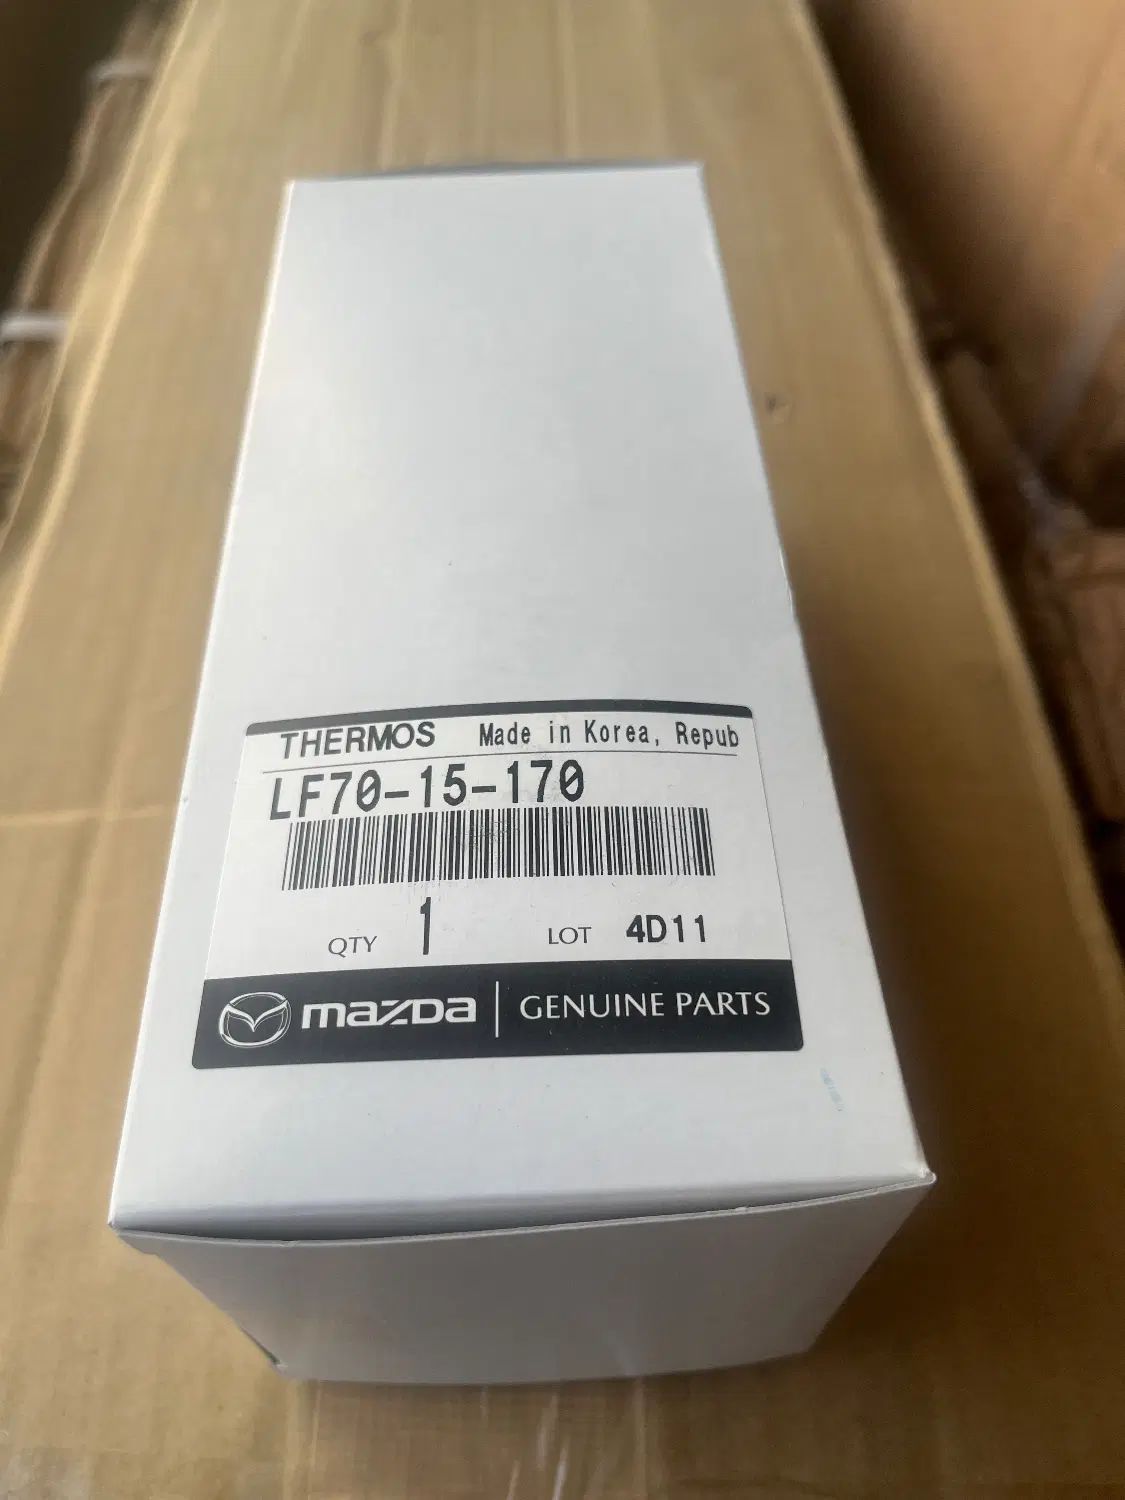 THERMOS Made in Korea, Repub
LF70-15-170
QTY 1 LOT 4D11
mazda GENUINE PARTS